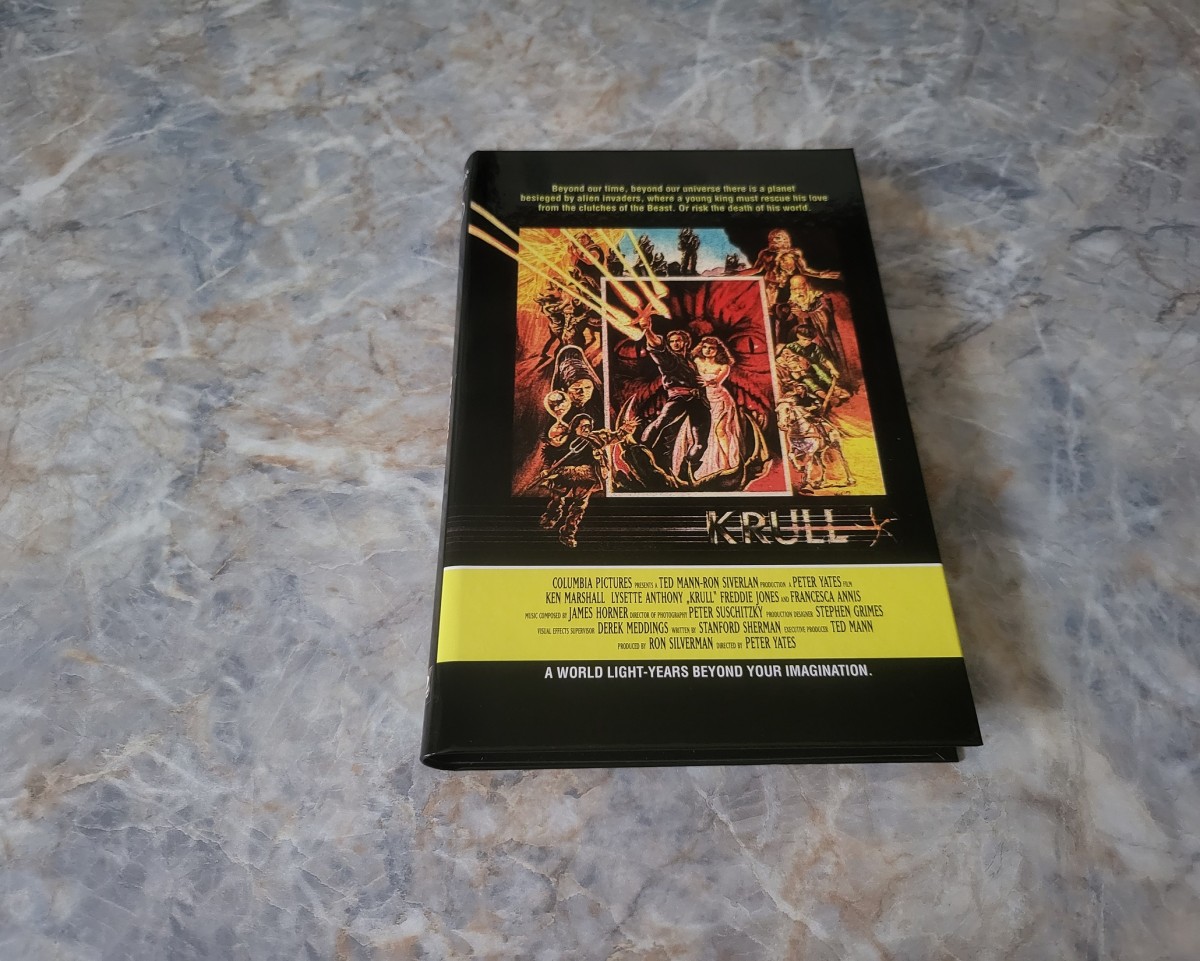 Beyond our time, beyond our universe there is a planet
besieged by alien invaders, where a young king must rescue his love
from the clutches of the Beast. Or risk the death of his world.
KRULL
COLUMBIA PICTURES PRESENTS A TED MANN-RON SIVERLAN PRODUCTION A PETER YATES FILM
KEN MARSHALL LYSETTE ANTHONY „KRULL" FREDDIE JONES AND FRANCESCA ANNIS
MUSIC COMPOSED BY JAMES HORNER DIRECTOR OF PHOTOGRAPHY PETER SUSCHITZKY PRODUCTION DESIGNER STEPHEN GRIMES
VISUAL EFFECTS SUPERVISOR DEREK MEDDINGS WRITTEN BY STANFORD SHERMAN EXECUTIVE PRODUCER TED MANN
PRODUCED BY RON SILVERMAN DIRECTED BY PETER YATES
A WORLD LIGHT-YEARS BEYOND YOUR IMAGINATION.